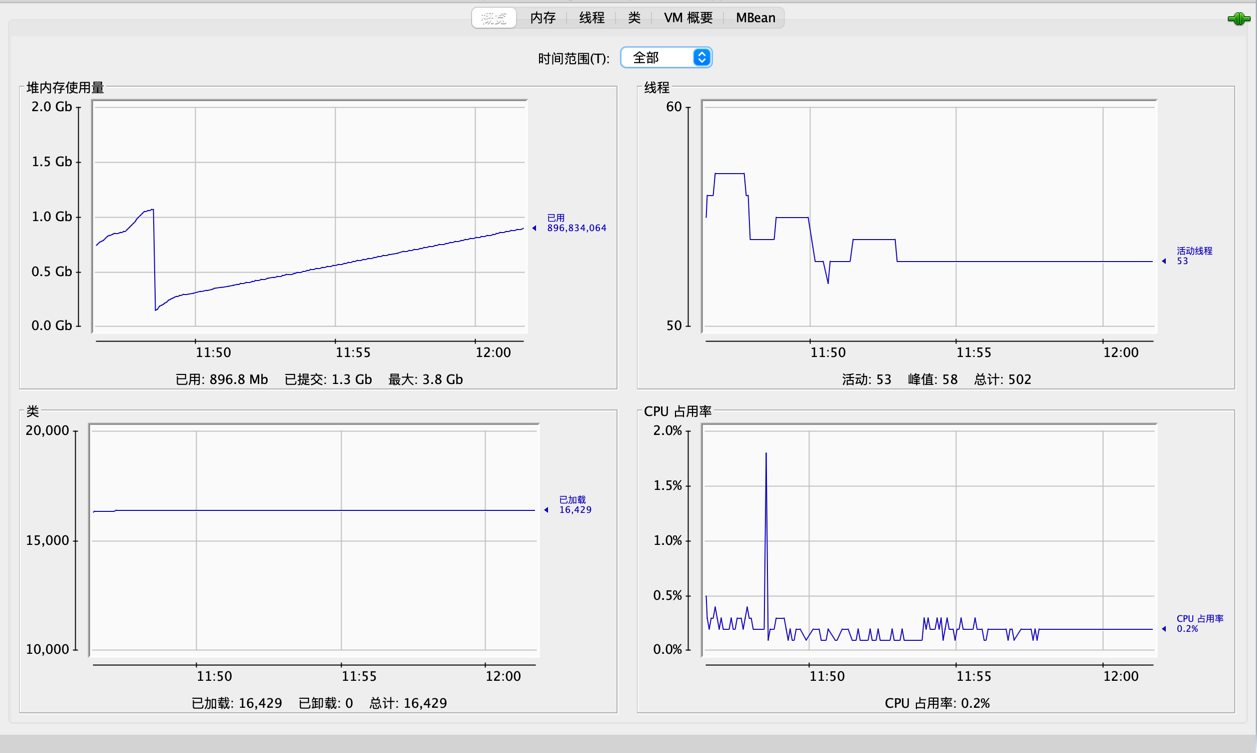 概览 内存 线程 类 VM 概要 MBean
时间范围(T): 全部
堆内存使用量
2.0 Gb
1.5 Gb
1.0 Gb
0.5 Gb
0.0 Gb
已用
896,834,064
11:50 11:55 12:00
已用: 896.8 Mb 已提交: 1.3 Gb 最大: 3.8 Gb
线程
60
50
活动线程
53
11:50 11:55 12:00
活动: 53 峰值: 58 总计: 502
类
20,000
15,000
10,000
已加载
16,429
11:50 11:55 12:00
已加载: 16,429 已卸载: 0 总计: 16,429
CPU 占用率
2.0%
1.5%
1.0%
0.5%
0.0%
CPU 占用率
0.2%
11:50 11:55 12:00
CPU 占用率: 0.2%